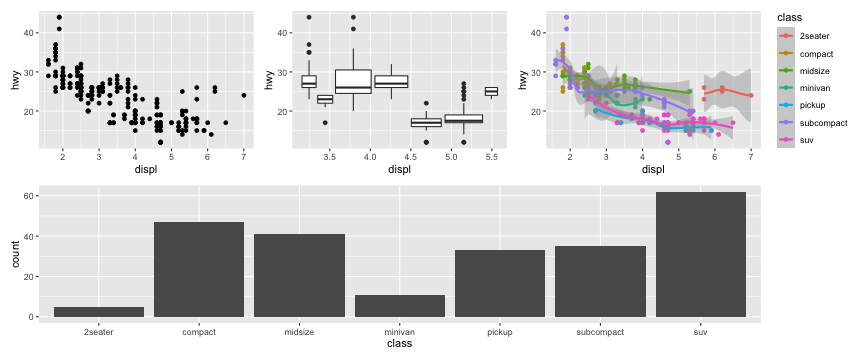 hwy
40
30
20
2
3
4
5
6
7
displ
hwy
40
30
20
3.5
4.0
4.5
5.0
5.5
displ
hwy
40
30
20
2
3
4
5
6
7
displ
class
2seater
compact
midsize
minivan
pickup
subcompact
suv
count
60
40
20
0
2seater
compact
midsize
minivan
pickup
subcompact
suv
class